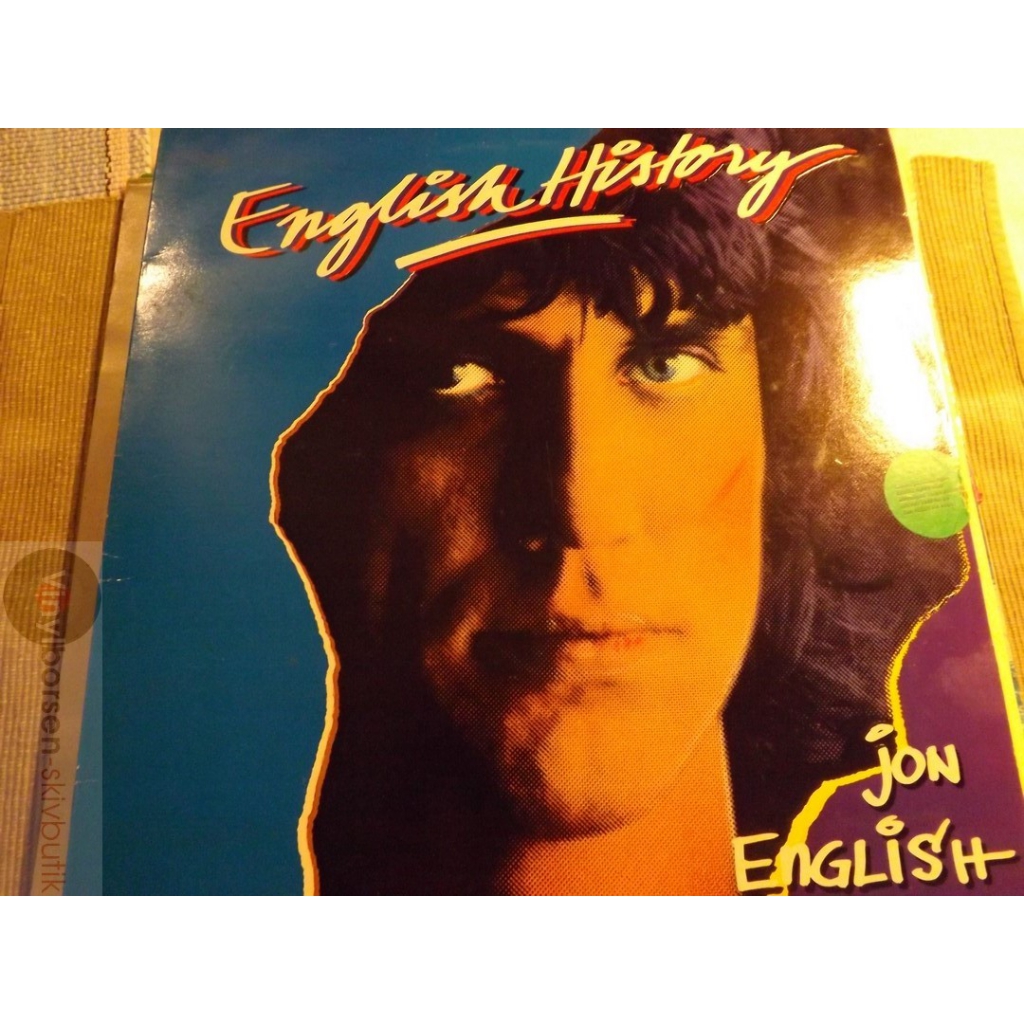 English History
jon
ENGLiSH
vinylborsen-skivbutik